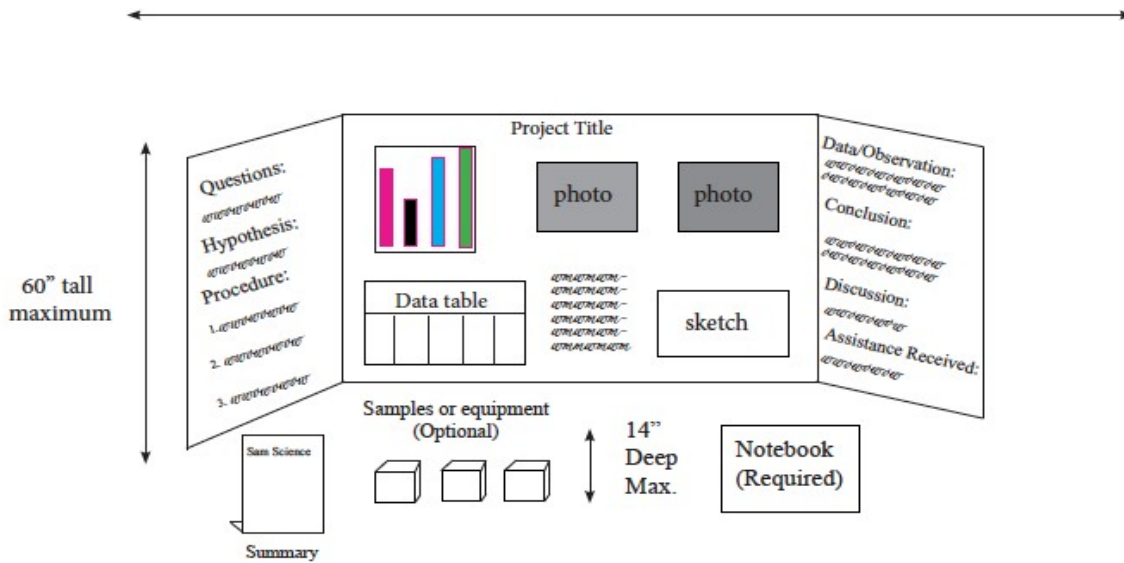 Project Title
Questions:
Hypothesis:
Procedure:
1.
2.
3.
photo
photo
Data table
sketch
Data/Observation:
Conclusion:
Discussion:
Assistance Received:
60” tall
maximum
Samples or equipment
(Optional)
14”
Deep
Max.
Notebook
(Required)
Sam Science
Summary